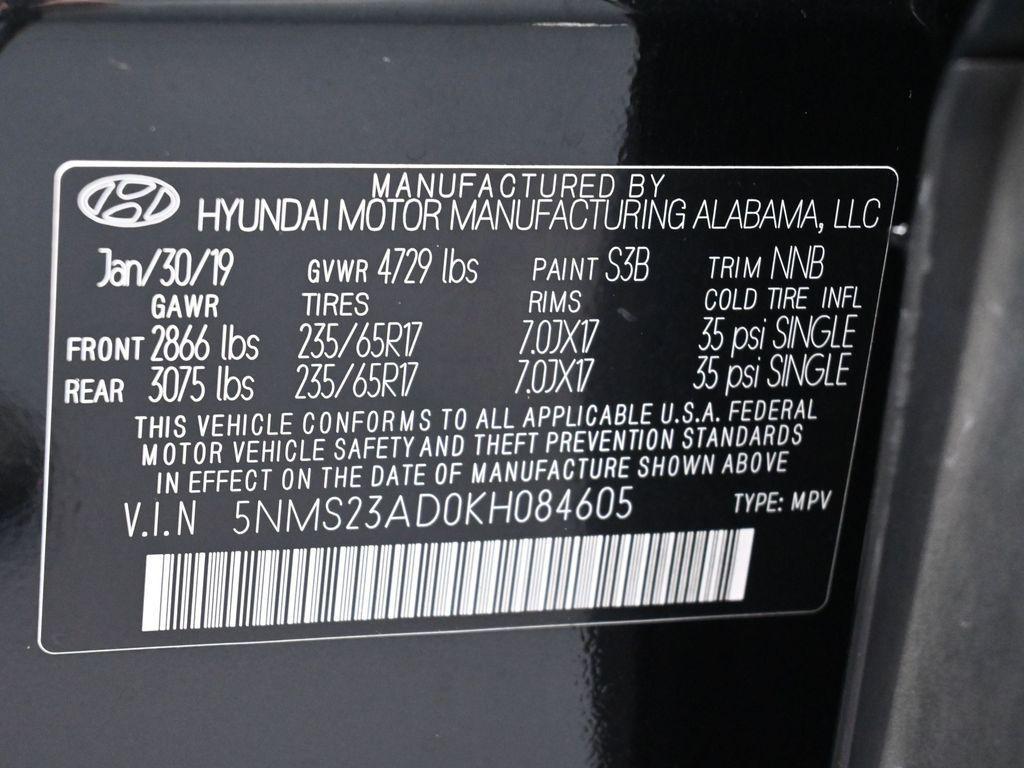 MANUFACTURED BY
HYUNDAI MOTOR MANUFACTURING ALABAMA, LLC
Jan/30/19 GVWR 4729 lbs PAINT S3B TRIM NNB
GAWR TIRES RIMS COLD TIRE INFL
FRONT 2866 lbs 235/65R17 7.0JX17 35 psi SINGLE
REAR 3075 lbs 235/65R17 7.0JX17 35 psi SINGLE
THIS VEHICLE CONFORMS TO ALL APPLICABLE U.S.A. FEDERAL
MOTOR VEHICLE SAFETY AND THEFT PREVENTION STANDARDS
IN EFFECT ON THE DATE OF MANUFACTURE SHOWN ABOVE
V.I.N 5NMS23AD0KH084605 TYPE: MPV